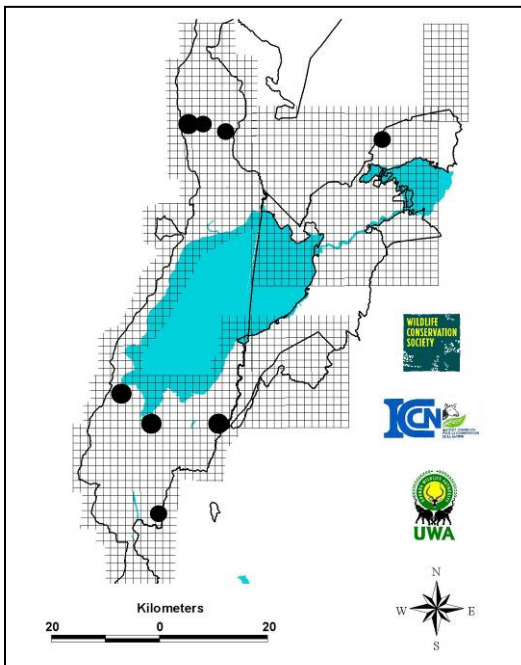 WILDLIFE
CONSERVATION
SOCIETY
ICCN
UWA
N
W E
S
Kilometers
20 0 20